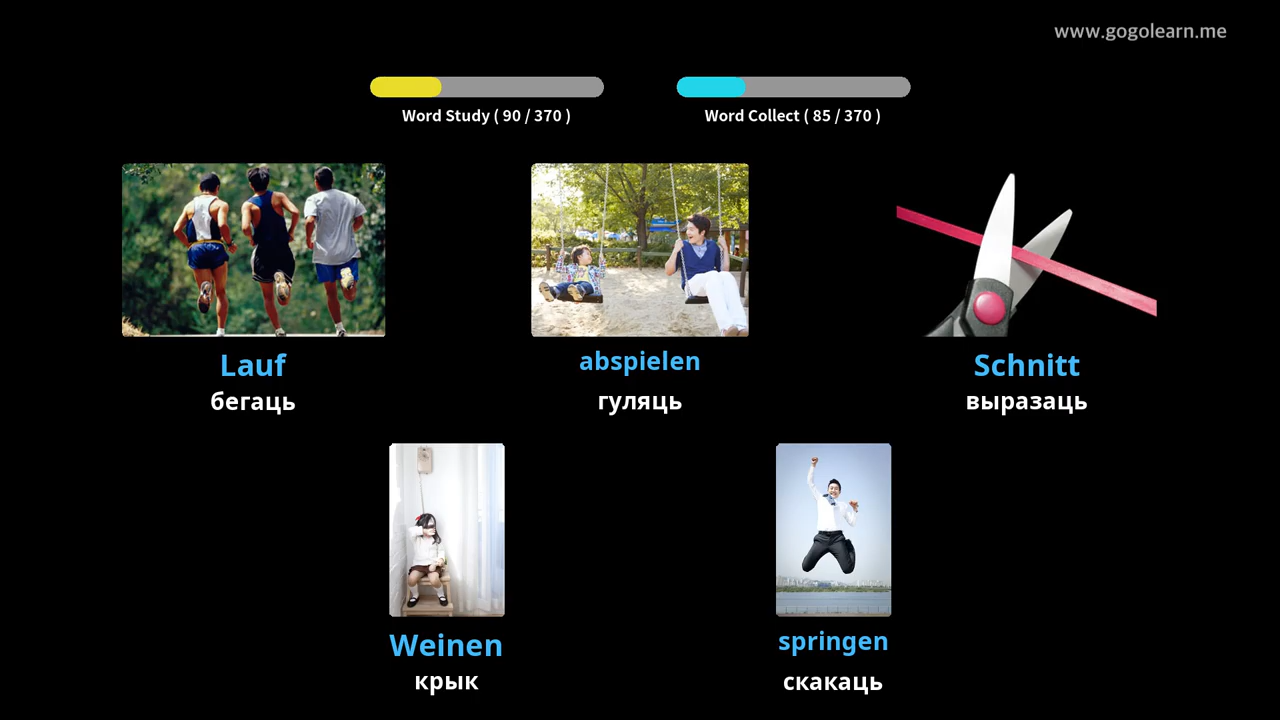 www.gogolearn.me
Word Study ( 90 / 370 )
Word Collect ( 85 / 370 )
Lauf
бегаць
abspielen
гуляць
Schnitt
выразаць
Weinen
крык
springen
скакаць